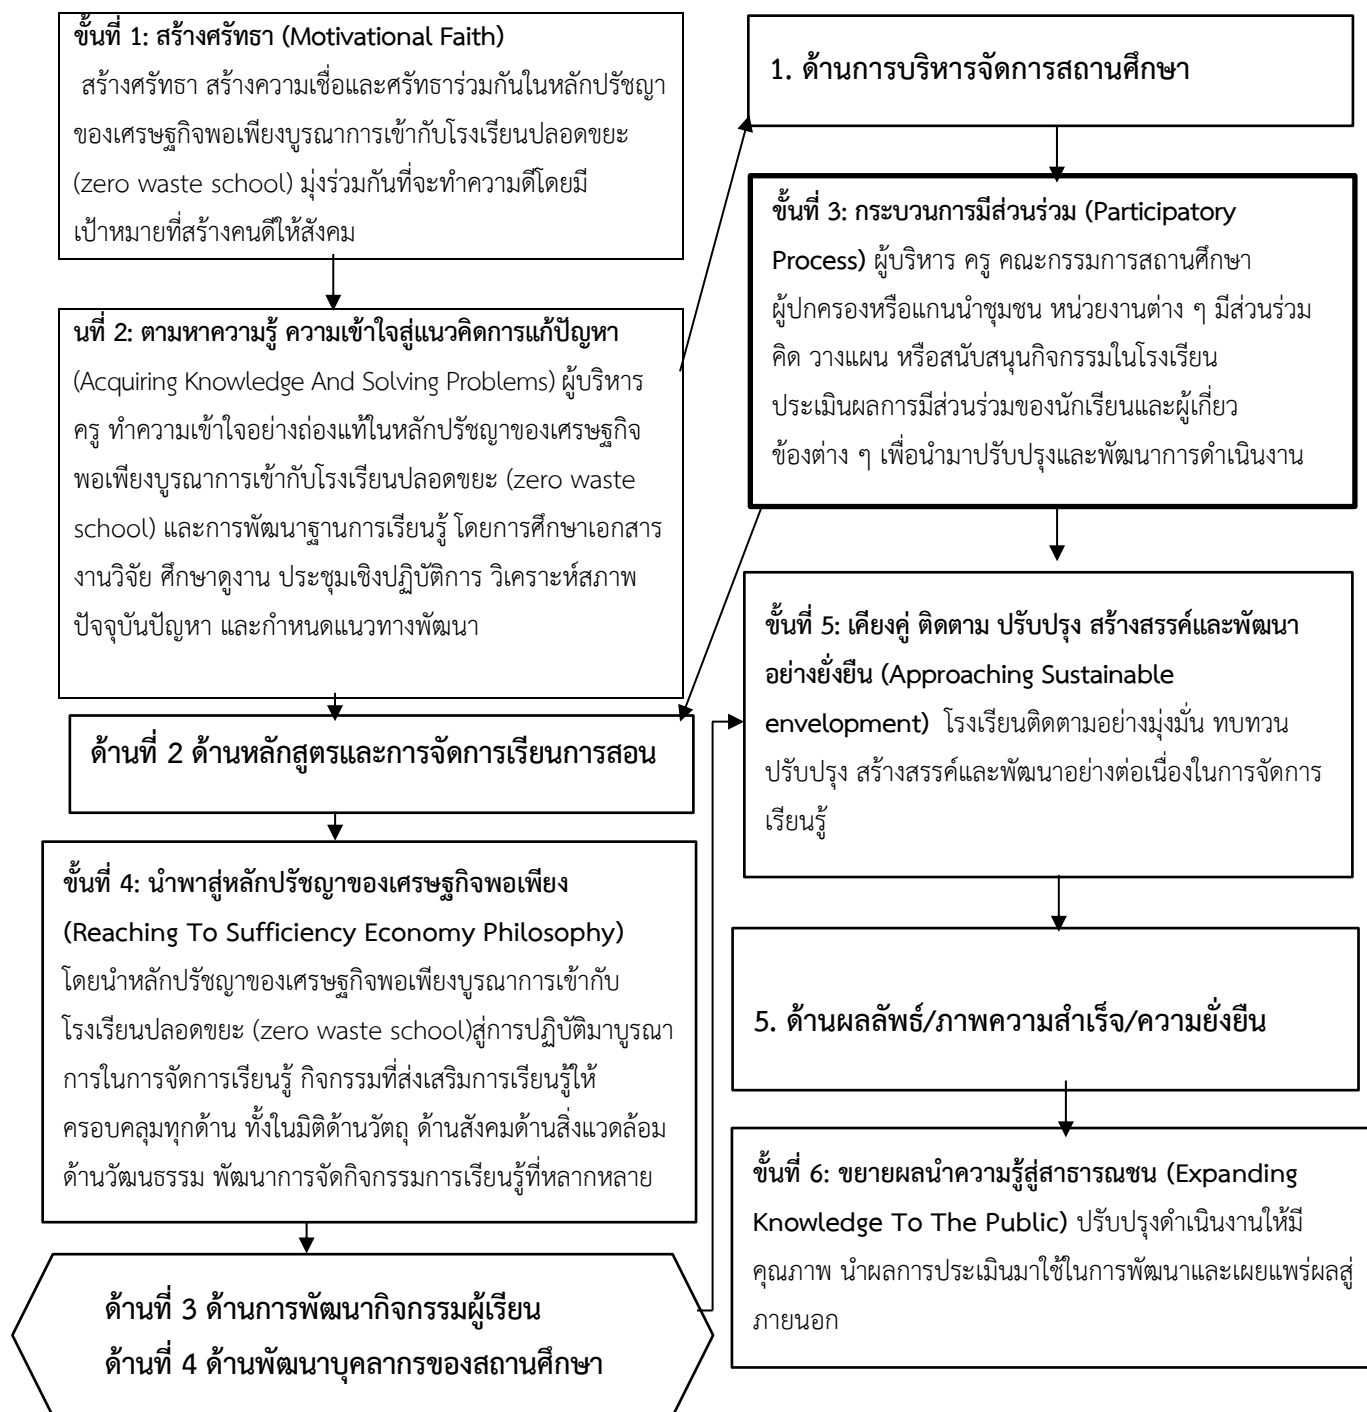 ขั้นที่ 1: สร้างศรัทธา (Motivational Faith)
สร้างศรัทธา สร้างความเชื่อและศรัทธาร่วมกันในหลักปรัชญา
ของเศรษฐกิจพอเพียงบูรณาการเข้ากับโรงเรียนปลอดขยะ
(zero waste school) มุ่งร่วมกันที่จะทำความดีโดยมี
เป้าหมายที่สร้างคนดีให้สังคม
นที่ 2: ตามหาความรู้ ความเข้าใจสู่แนวคิดการแก้ปัญหา
(Acquiring Knowledge And Solving Problems) ผู้บริหาร
ครู ทำความเข้าใจอย่างถ่องแท้ในหลักปรัชญาของเศรษฐกิจ
พอเพียงบูรณาการเข้ากับโรงเรียนปลอดขยะ (zero waste
school) และการพัฒนาฐานการเรียนรู้ โดยการศึกษาเอกสาร
งานวิจัย ศึกษาดูงาน ประชุมเชิงปฏิบัติการ วิเคราะห์สภาพ
ปัจจุบันปัญหา และกำหนดแนวทางพัฒนา
ด้านที่ 2 ด้านหลักสูตรและการจัดการเรียนการสอน
ขั้นที่ 4: นำพาสู่หลักปรัชญาของเศรษฐกิจพอเพียง
(Reaching To Sufficiency Economy Philosophy)
โดยนำหลักปรัชญาของเศรษฐกิจพอเพียงบูรณาการเข้ากับ
โรงเรียนปลอดขยะ (zero waste school)สู่การปฏิบัติมาบูรณา
การในการจัดการเรียนรู้ กิจกรรมที่ส่งเสริมการเรียนรู้ให้
ครอบคลุมทุกด้าน ทั้งในมิติด้านวัตถุ ด้านสังคมด้านสิ่งแวดล้อม
ด้านวัฒนธรรม พัฒนาการจัดกิจกรรมการเรียนรู้ที่หลากหลาย
ด้านที่ 3 ด้านการพัฒนากิจกรรมผู้เรียน
ด้านที่ 4 ด้านพัฒนาบุคลากรของสถานศึกษา
1. ด้านการบริหารจัดการสถานศึกษา
ขั้นที่ 3: กระบวนการมีส่วนร่วม (Participatory
Process) ผู้บริหาร ครู คณะกรรมการสถานศึกษา
ผู้ปกครองหรือแกนนำชุมชน หน่วยงานต่าง ๆ มีส่วนร่วม
คิด วางแผน หรือสนับสนุนกิจกรรมในโรงเรียน
ประเมินผลการมีส่วนร่วมของนักเรียนและผู้เกี่ยว
ข้องต่าง ๆ เพื่อนำมาปรับปรุงและพัฒนาการดำเนินงาน
ขั้นที่ 5: เคียงคู่ ติดตาม ปรับปรุง สร้างสรรค์และพัฒนา
อย่างยั่งยืน (Approaching Sustainable
envelopment) โรงเรียนติดตามอย่างมุ่งมั่น ทบทวน
ปรับปรุง สร้างสรรค์และพัฒนาอย่างต่อเนื่องในการจัดการ
เรียนรู้
5. ด้านผลลัพธ์/ภาพความสำเร็จ/ความยั่งยืน
ขั้นที่ 6: ขยายผลนำความรู้สู่สาธารณชน (Expanding
Knowledge To The Public) ปรับปรุงดำเนินงานให้มี
คุณภาพ นำผลการประเมินมาใช้ในการพัฒนาและเผยแพร่ผลสู่
ภายนอก